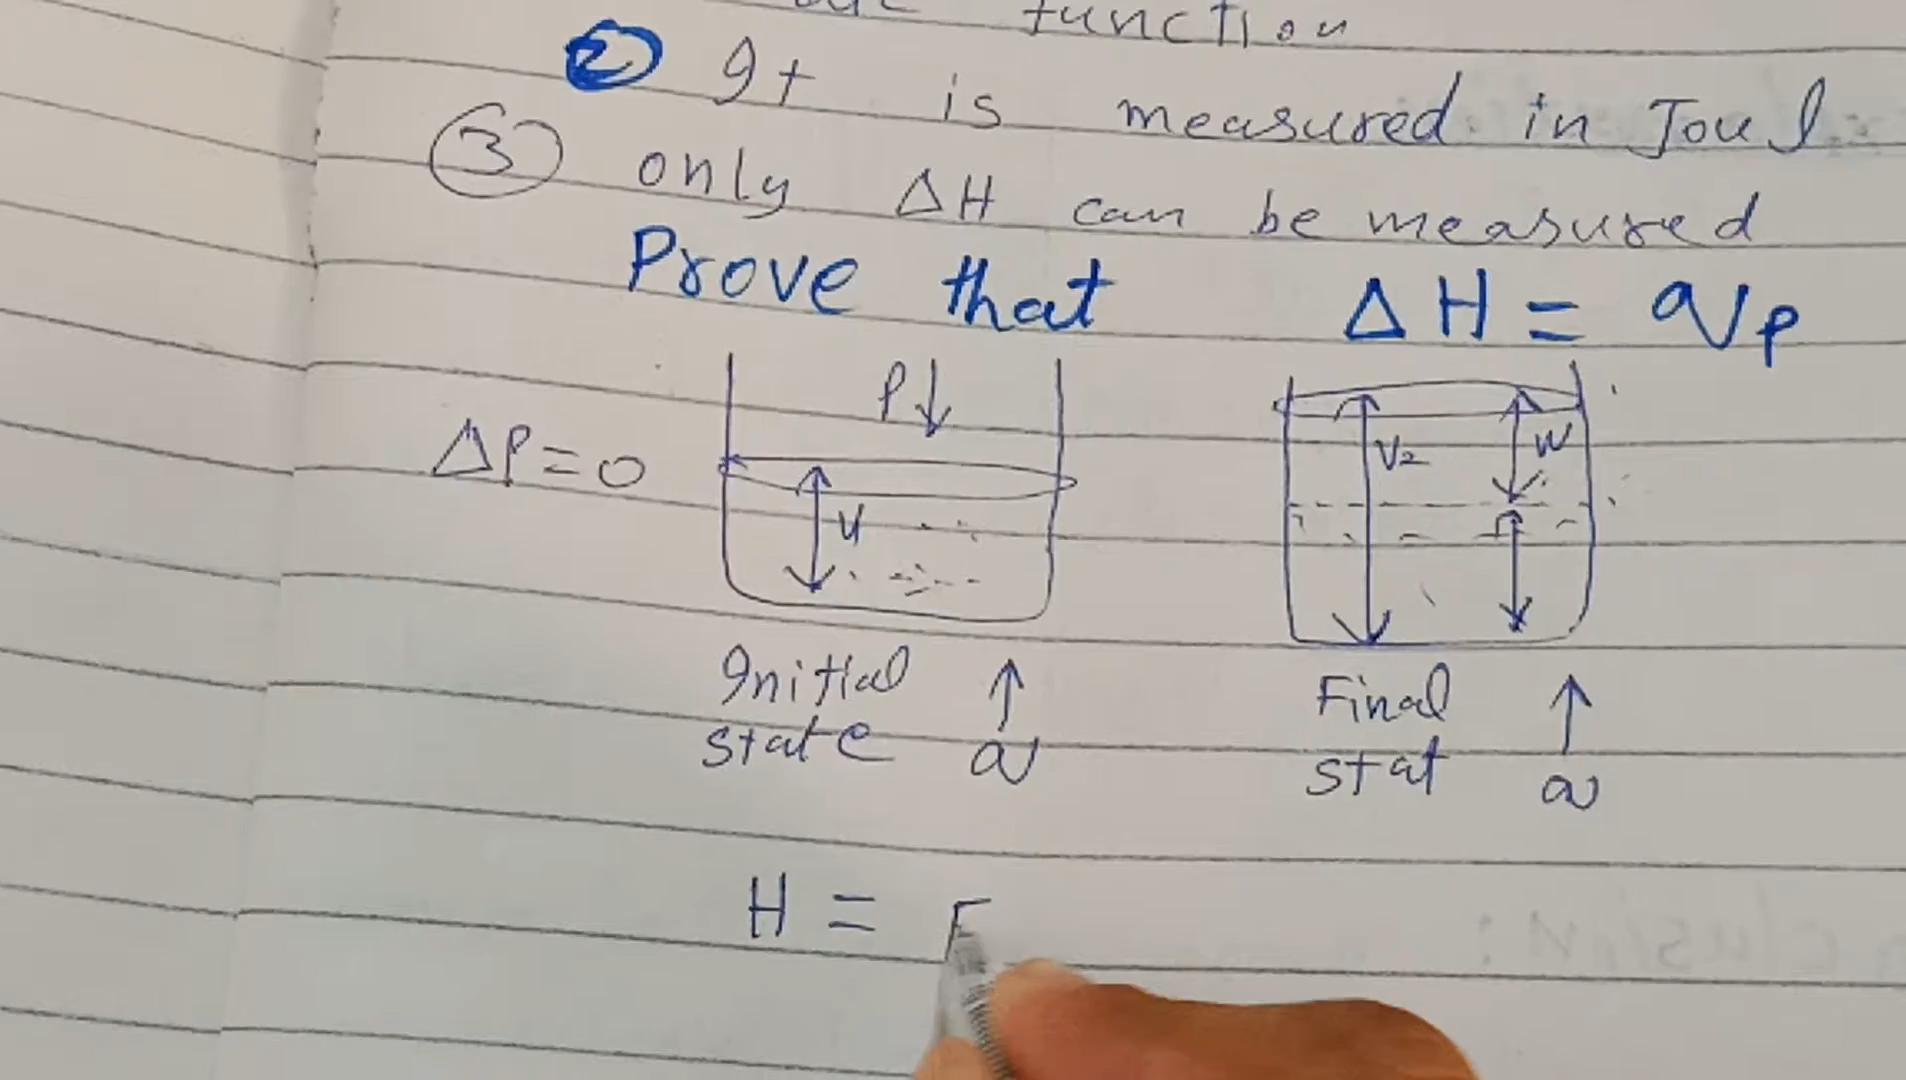 function
② It is measured in Joul
③ only ΔH can be measured
Prove that ΔH = qp
ΔP = 0
P↓
V₂
W
Initial state ↑ q
Final stat ↑ q
H =